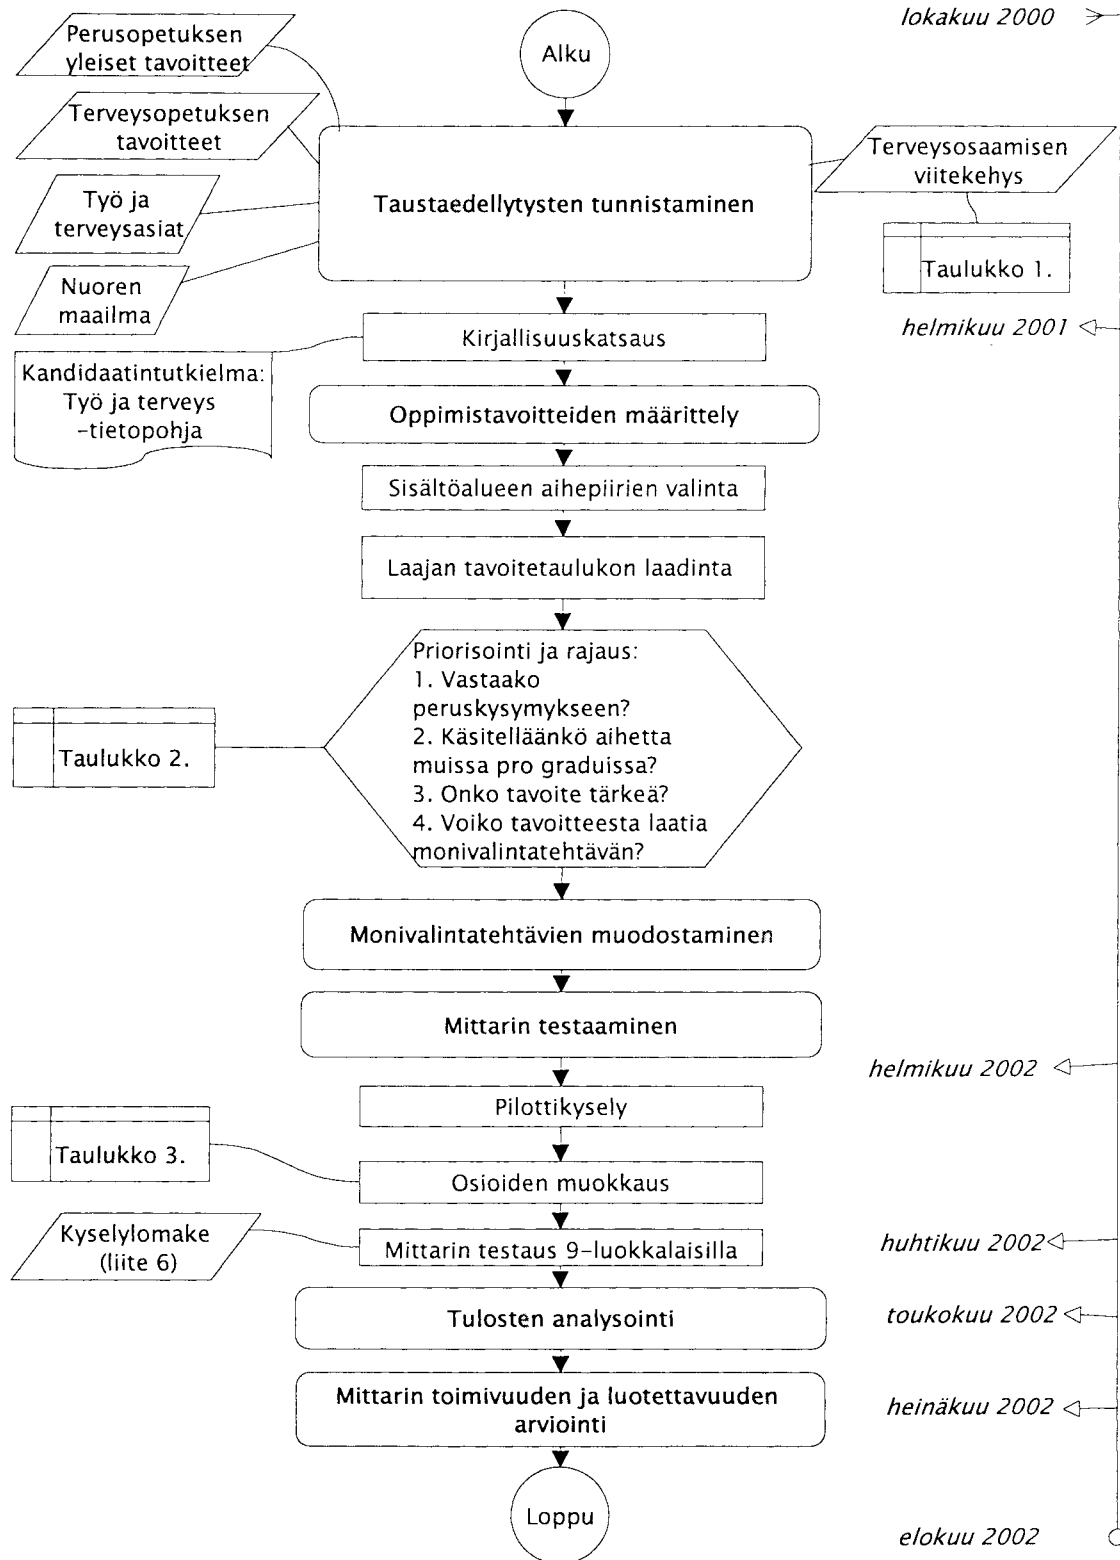 lokakuu 2000
Perusopetuksen
yleiset tavoitteet
Alku
Terveysopetuksen
tavoitteet
Terveysosaamisen
viitekehys
Työ ja
terveysasiat
Taustaedellytysten tunnistaminen
Taulukko 1.
Nuoren
maailma
helmikuu 2001
Kirjallisuuskatsaus
Kandidaatintutkielma:
Työ ja terveys
-tietopohja
Oppimistavoitteiden määrittely
Sisältöalueen aihepiirien valinta
Laajan tavoitetaulukon laadinta
Priorisointi ja rajaus:
1. Vastaako
peruskysymykseen?
2. Käsitelläänkö aihetta
muissa pro graduissa?
3. Onko tavoite tärkeä?
4. Voiko tavoitteesta laatia
monivalintatehtävän?
Taulukko 2.
Monivalintatehtävien muodostaminen
Mittarin testaaminen
helmikuu 2002
Pilottikysely
Taulukko 3.
Osioiden muokkaus
Kyselylomake
(liite 6)
Mittarin testaus 9-luokkalaisilla
huhtikuu 2002
Tulosten analysointi
toukokuu 2002
Mittarin toimivuuden ja luotettavuuden
arviointi
heinäkuu 2002
Loppu
elokuu 2002